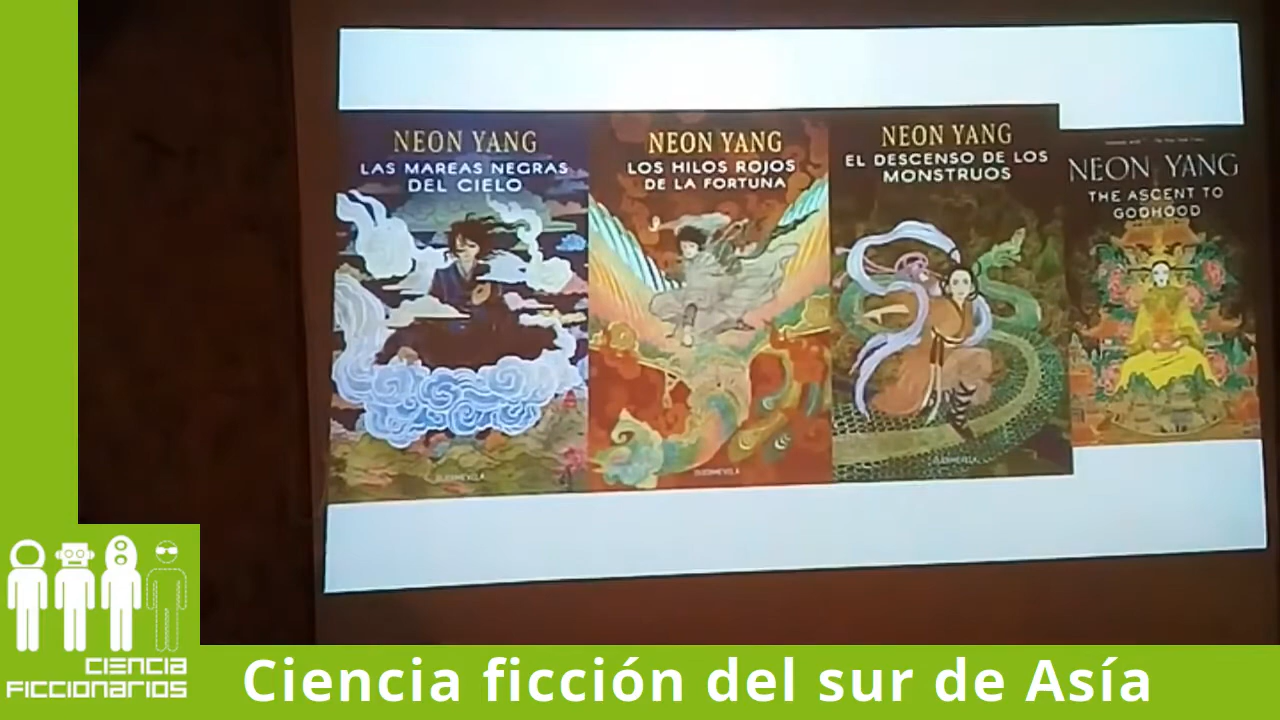 NEON YANG
LAS MAREAS NEGRAS
DEL CIELO
NEON YANG
LOS HILOS ROJOS
DE LA FORTUNA
NEON YANG
EL DESCENSO DE LOS
MONSTRUOS
NEON YANG
THE ASCENT TO
GODHOOD
CIENCIA
FICCIONARIOS
Ciencia ficción del sur de Asía